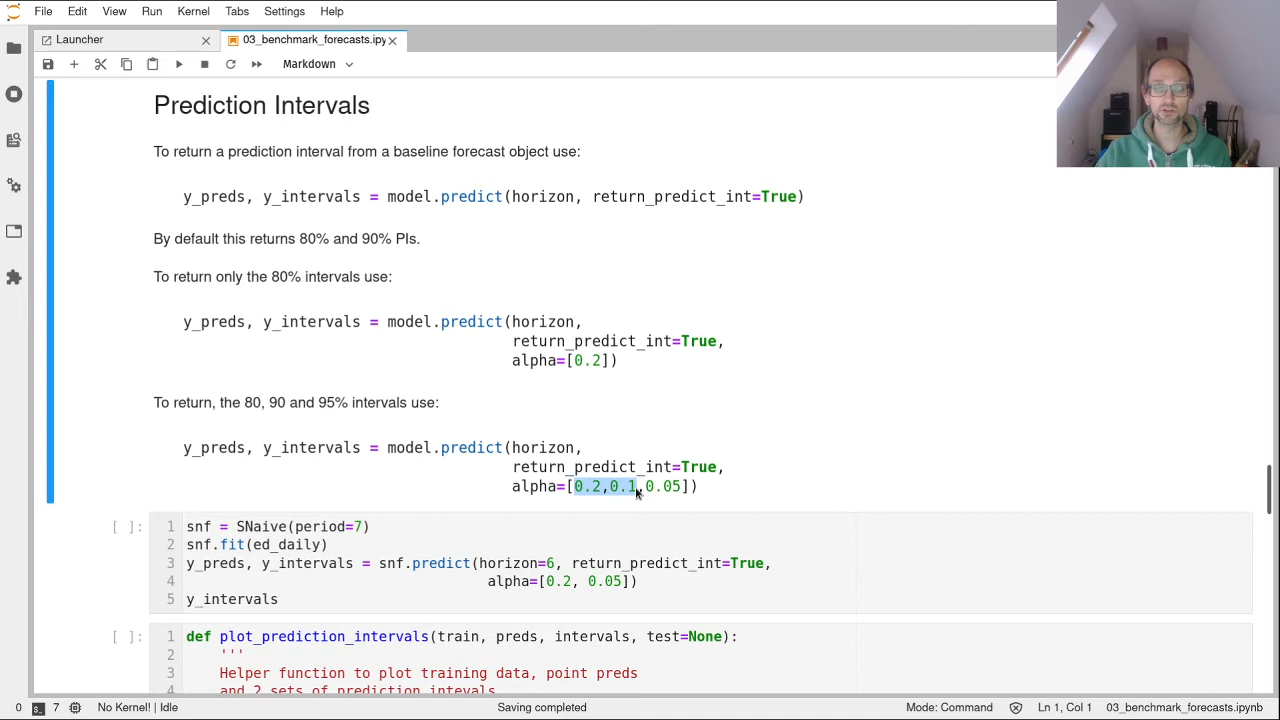 File Edit View Run Kernel Tabs Settings Help
Launcher
03_benchmark_forecasts.ipy
Markdown
Prediction Intervals
To return a prediction interval from a baseline forecast object use:
y_preds, y_intervals = model.predict(horizon, return_predict_int=True)
By default this returns 80% and 90% PIs.
To return only the 80% intervals use:
y_preds, y_intervals = model.predict(horizon,
return_predict_int=True,
alpha=[0.2])
To return, the 80, 90 and 95% intervals use:
y_preds, y_intervals = model.predict(horizon,
return_predict_int=True,
alpha=[0.2,0.1,0.05])
[ ]:
1 snf = SNaive(period=7)
2 snf.fit(ed_daily)
3 y_preds, y_intervals = snf.predict(horizon=6, return_predict_int=True,
4 alpha=[0.2, 0.05])
5 y_intervals
[ ]:
1 def plot_prediction_intervals(train, preds, intervals, test=None):
2 '''
3 Helper function to plot training data, point preds
4 and 2 sets of prediction intevals
0 7 No Kernel! | Idle Saving completed Mode: Command Ln 1, Col 1 03_benchmark_forecasts.ipynb